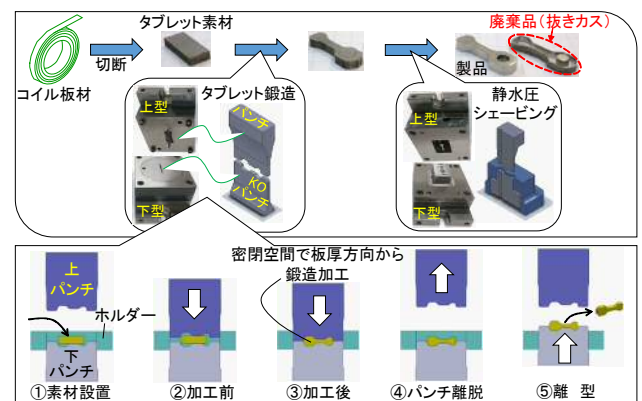 タブレット素材
廃棄品(抜きカス)
切断
コイル板材
製品
タブレット鍛造
静水圧
シェービング
上型
パンチ
KO
パンチ
下型
上型
下型
密閉空間で板厚方向から
鍛造加工
上
パンチ
ホルダー
下
パンチ
①素材設置
②加工前
③加工後
④パンチ離脱
⑤離 型